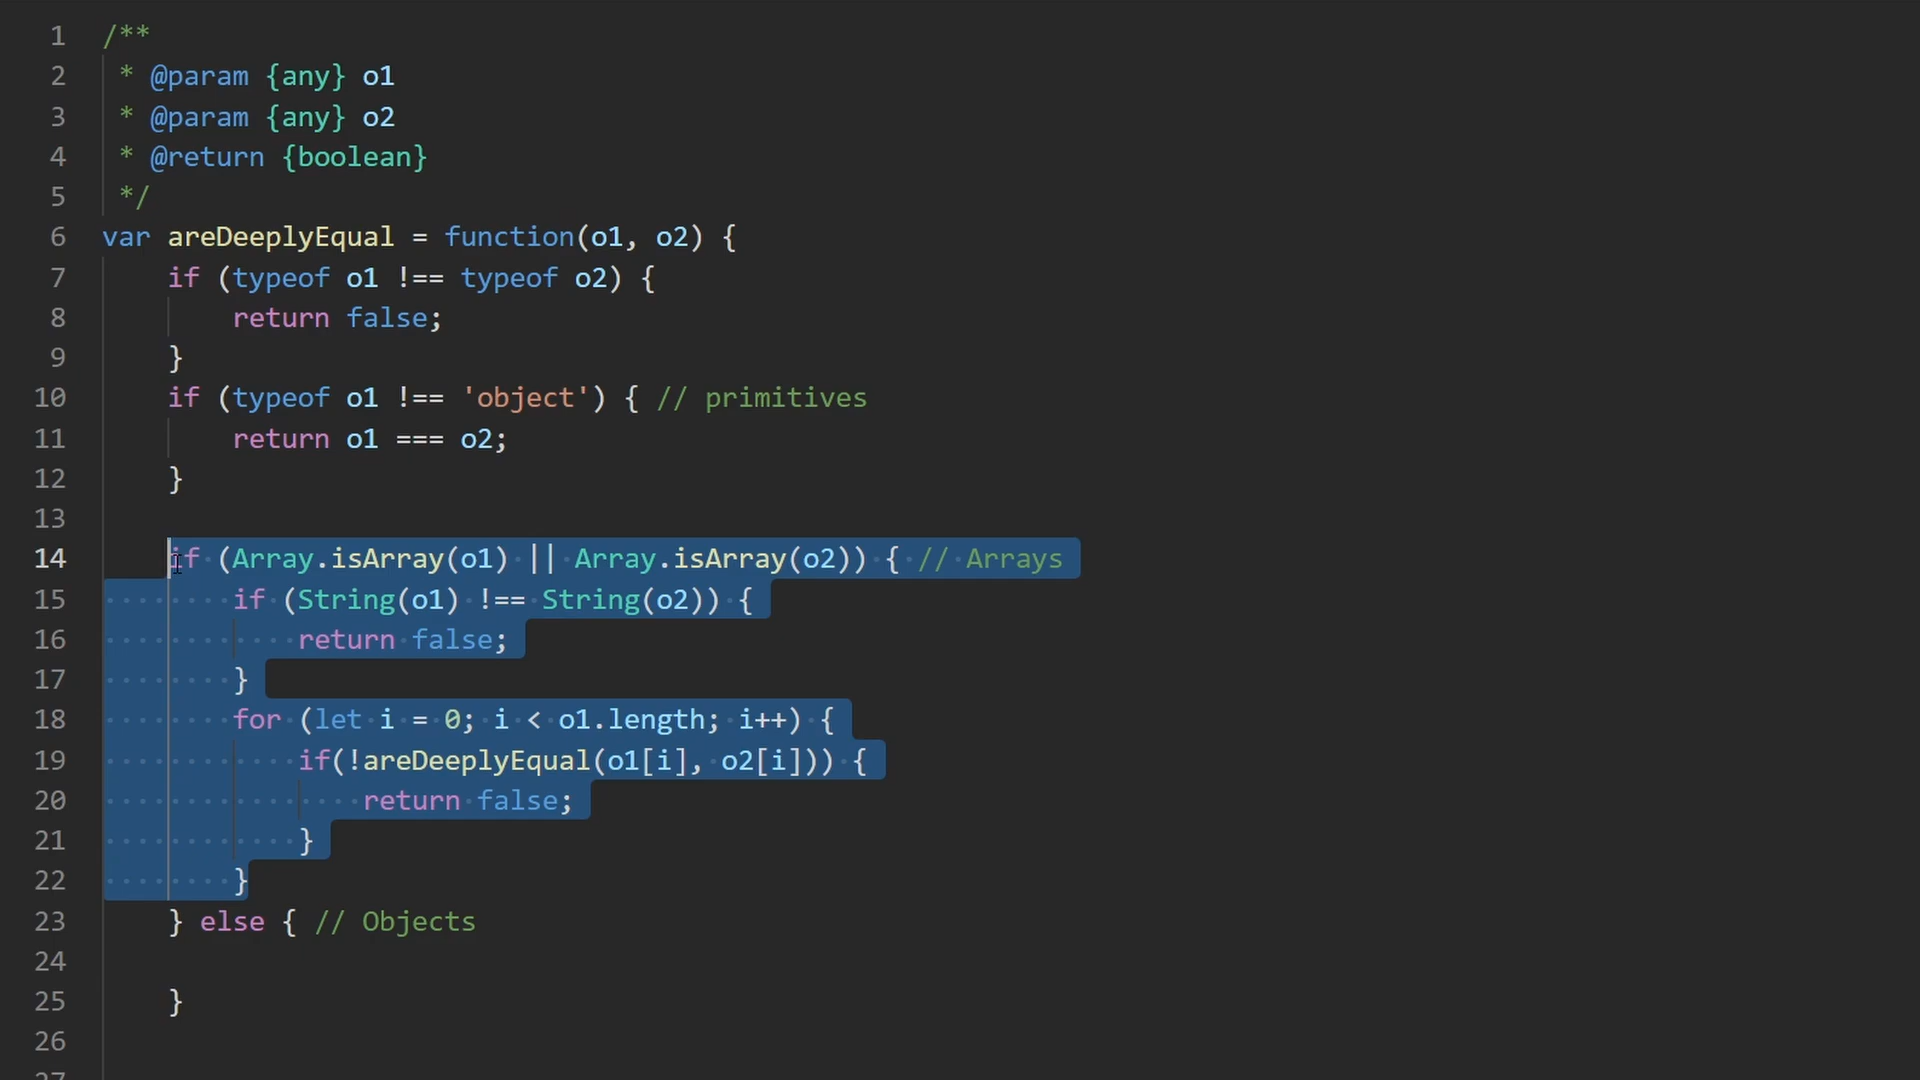 1 /**
2  * @param {any} o1
3  * @param {any} o2
4  * @return {boolean}
5  */
6 var areDeeplyEqual = function(o1, o2) {
7     if (typeof o1 !== typeof o2) {
8         return false;
9     }
10     if (typeof o1 !== 'object') { // primitives
11         return o1 === o2;
12     }
13
14     if (Array.isArray(o1) || Array.isArray(o2)) { // Arrays
15         if (String(o1) !== String(o2)) {
16             return false;
17         }
18         for (let i = 0; i < o1.length; i++) {
19             if(!areDeeplyEqual(o1[i], o2[i])) {
20                 return false;
21             }
22         }
23     } else { // Objects
24
25     }
26
27